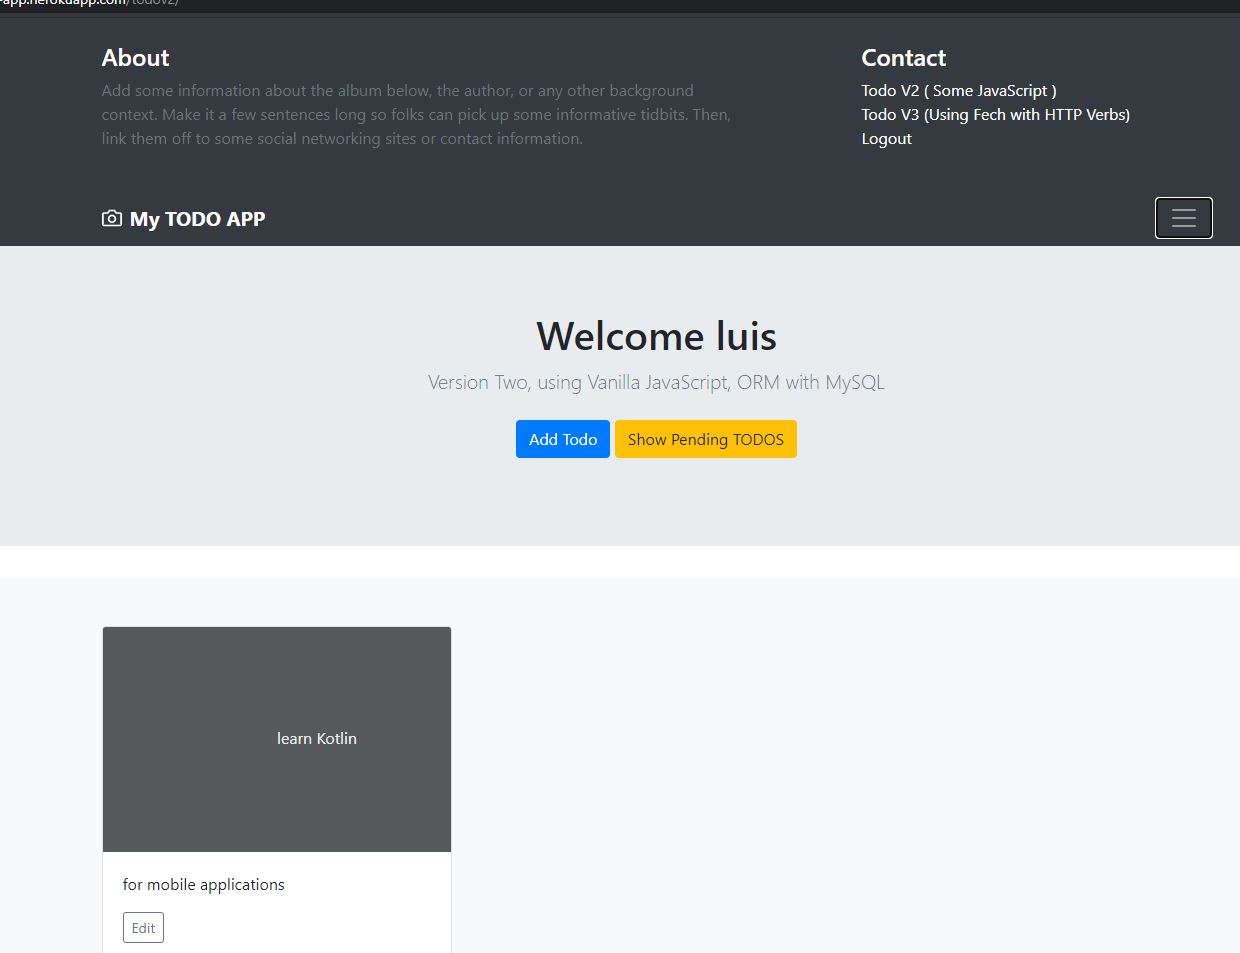 -app.herokuapp.com/todov2/
About
Add some information about the album below, the author, or any other background
context. Make it a few sentences long so folks can pick up some informative tidbits. Then,
link them off to some social networking sites or contact information.
Contact
Todo V2 ( Some JavaScript )
Todo V3 (Using Fech with HTTP Verbs)
Logout
My TODO APP
Welcome luis
Version Two, using Vanilla JavaScript, ORM with MySQL
Add Todo
Show Pending TODOS
learn Kotlin
for mobile applications
Edit